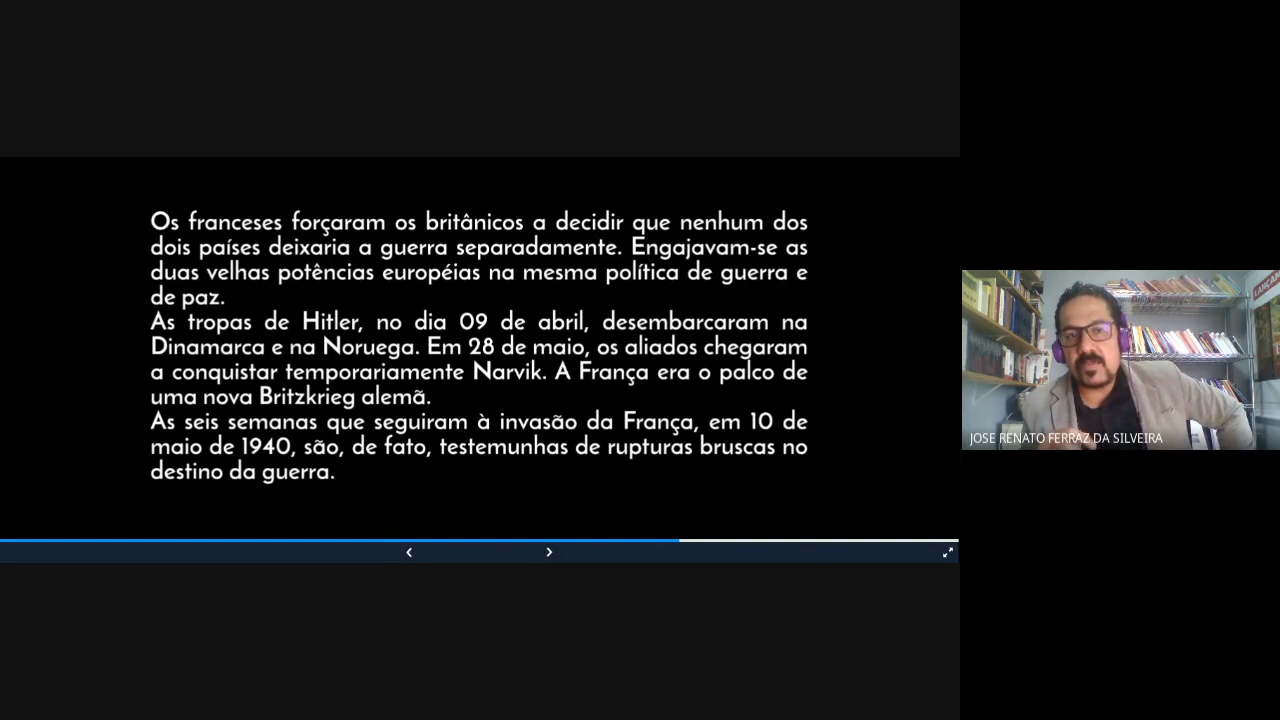 Os franceses forçaram os britânicos a decidir que nenhum dos
dois países deixaria a guerra separadamente. Engajavam-se as
duas velhas potências européias na mesma política de guerra e
de paz.
As tropas de Hitler, no dia 09 de abril, desembarcaram na
Dinamarca e na Noruega. Em 28 de maio, os aliados chegaram
a conquistar temporariamente Narvik. A França era o palco de
uma nova Britzkrieg alemã.
As seis semanas que seguiram à invasão da França, em 10 de
maio de 1940, são, de fato, testemunhas de rupturas bruscas no
destino da guerra.
JOSE RENATO FERRAZ DA SILVEIRA